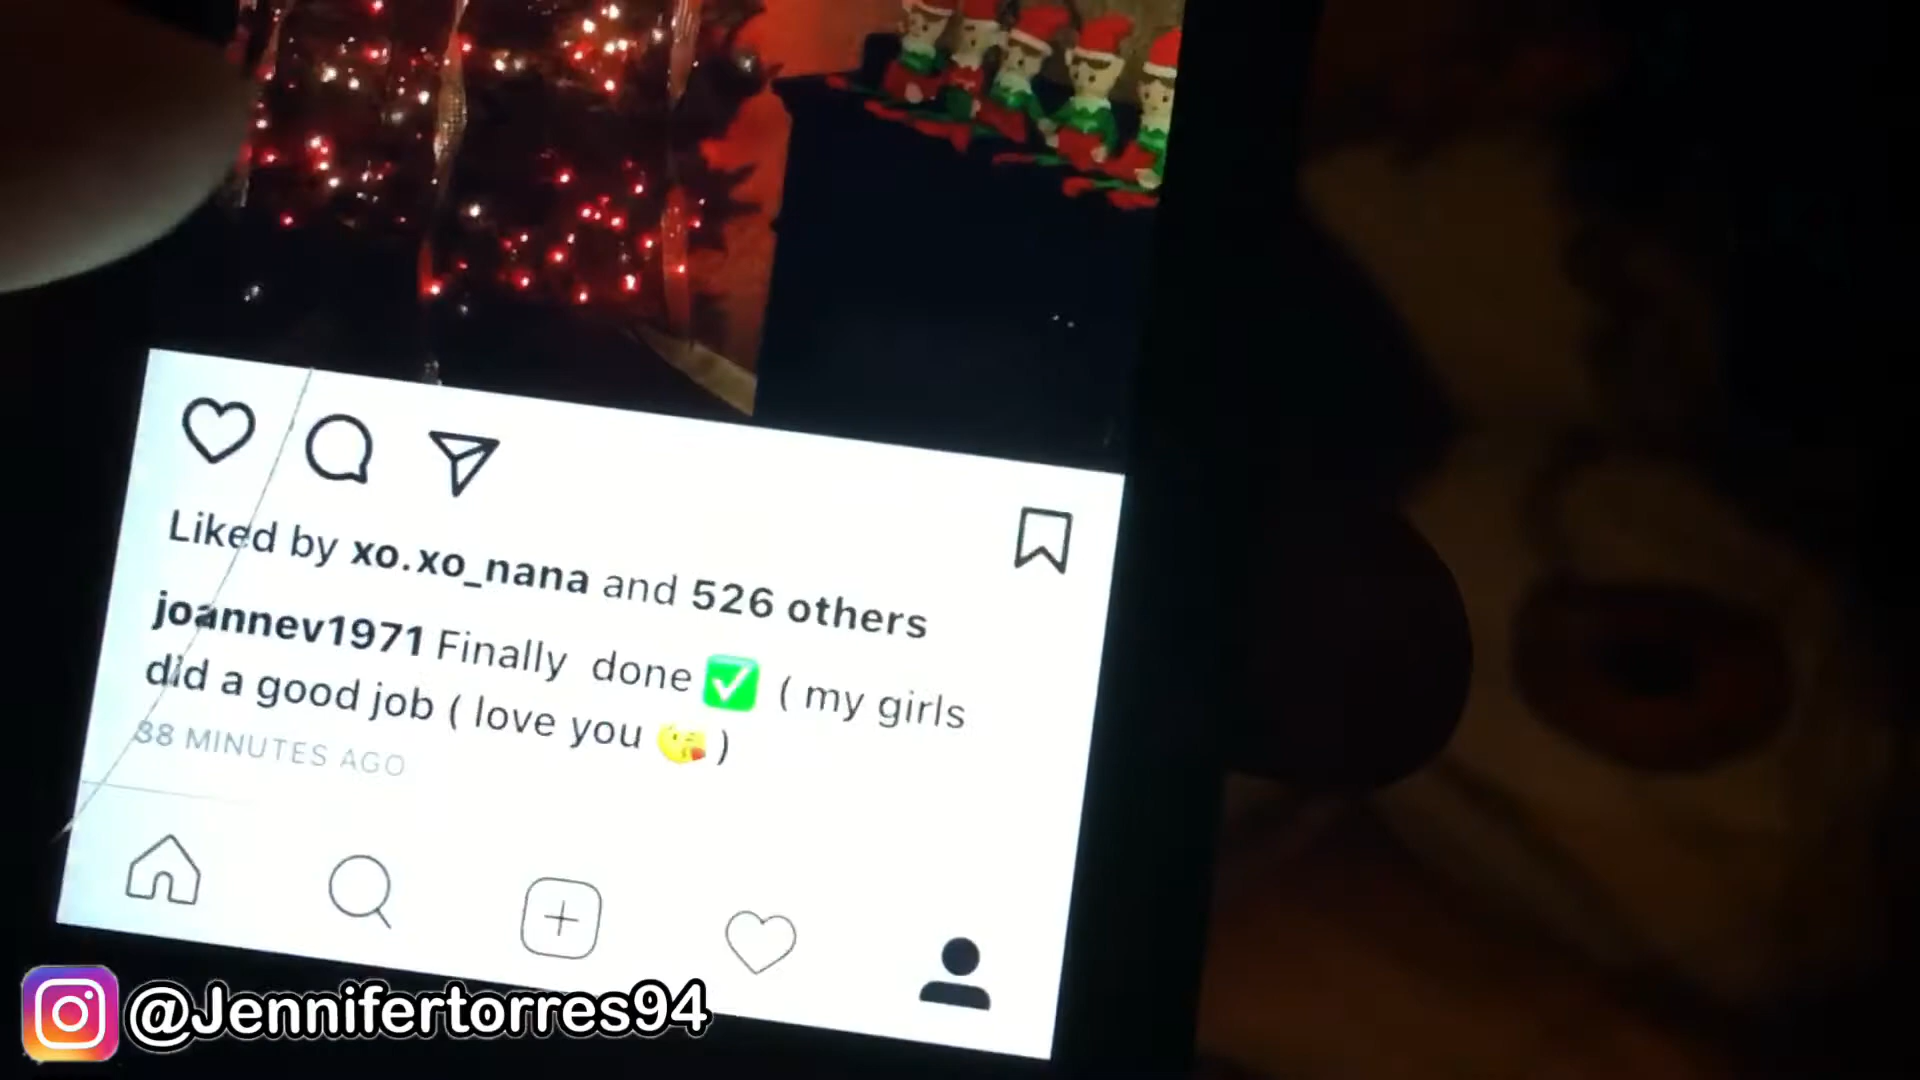 Liked by xo.xo_nana and 526 others
joannev1971 Finally done ✅ ( my girls
did a good job ( love you 😘 )
38 MINUTES AGO
@Jennifertorres94